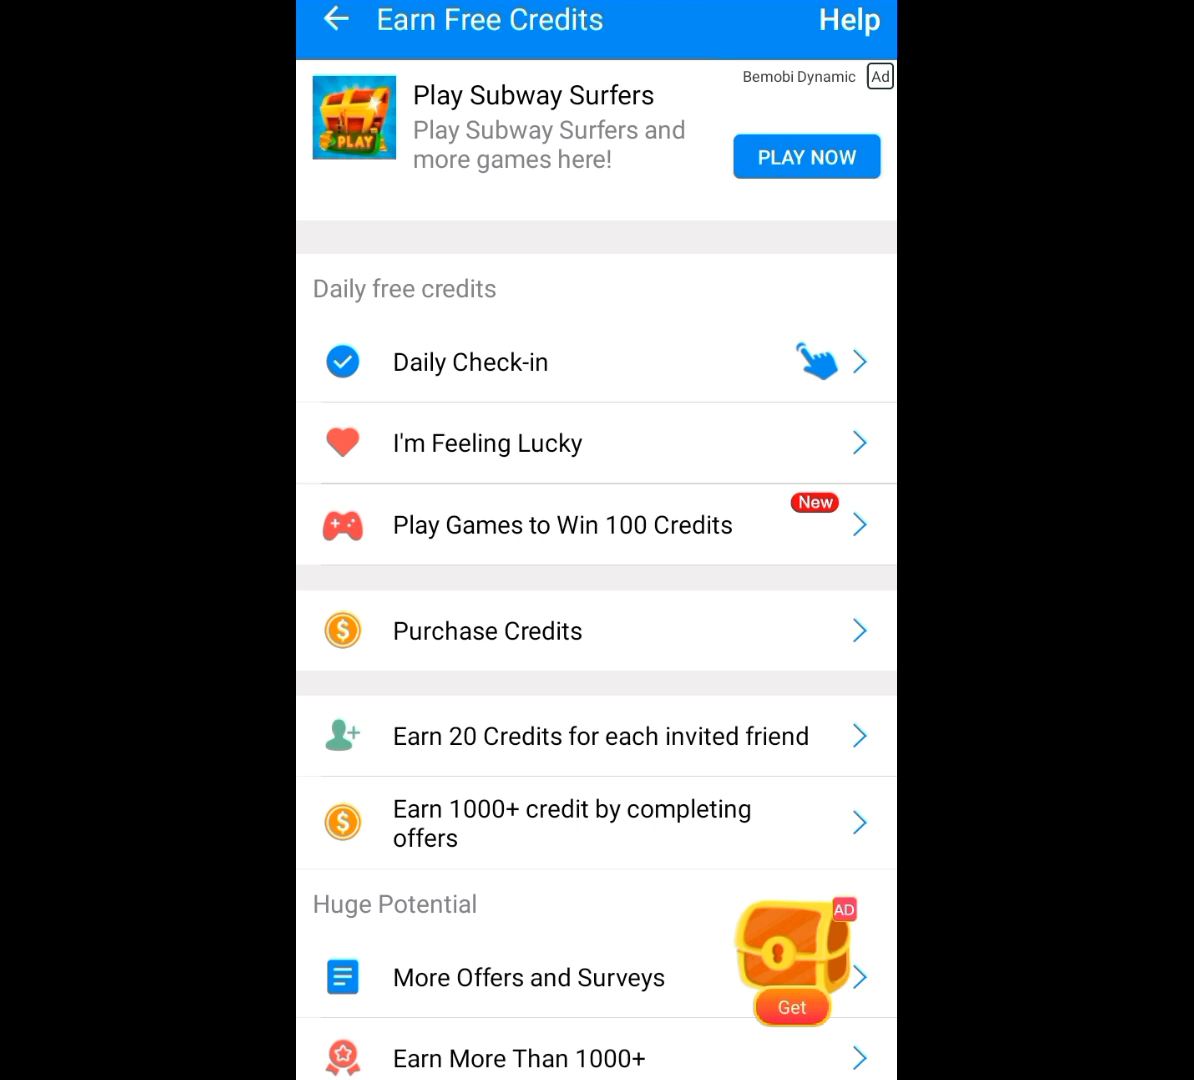 Earn Free Credits
Help
Bemobi Dynamic
Ad
Play Subway Surfers
Play Subway Surfers and
more games here!
PLAY
PLAY NOW
Daily free credits
Daily Check-in
I'm Feeling Lucky
New
Play Games to Win 100 Credits
Purchase Credits
Earn 20 Credits for each invited friend
Earn 1000+ credit by completing
offers
Huge Potential
AD
More Offers and Surveys
Get
Earn More Than 1000+